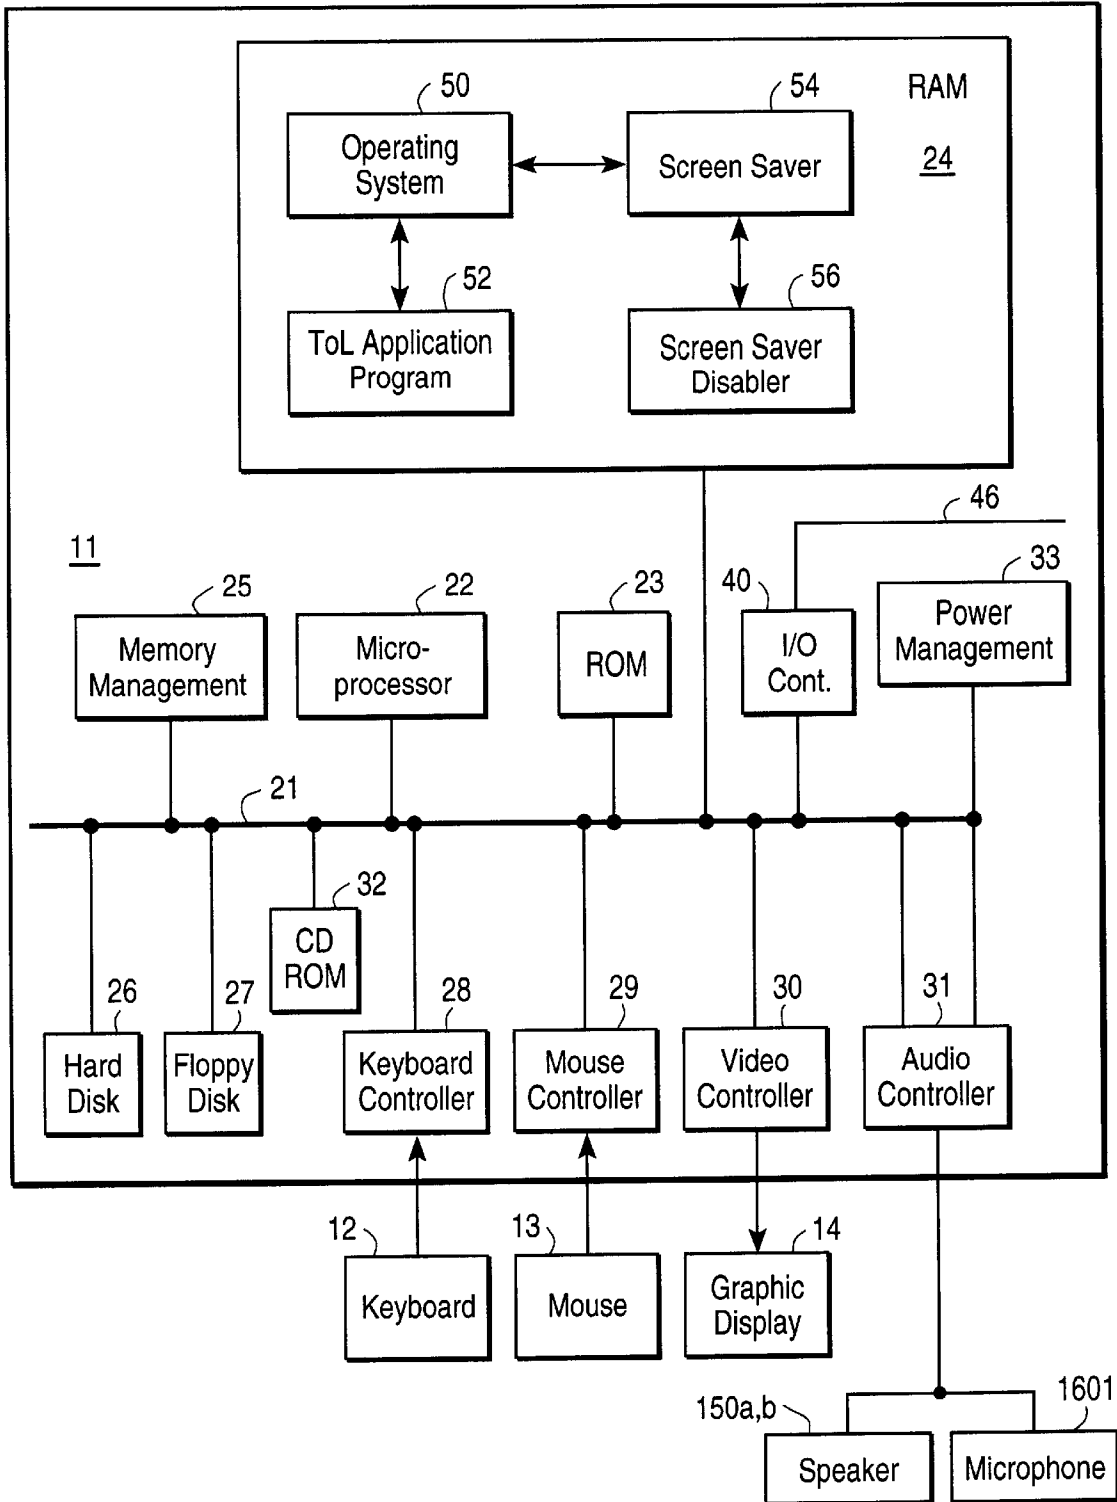 50
54
RAM
Operating
System
Screen Saver
24
52
56
ToL Application
Program
Screen Saver
Disabler
46
11
25
22
23
40
33
Memory
Management
Micro-
processor
ROM
I/O
Cont.
Power
Management
21
32
CD
ROM
26
27
28
29
30
31
Hard
Disk
Floppy
Disk
Keyboard
Controller
Mouse
Controller
Video
Controller
Audio
Controller
12
13
14
Keyboard
Mouse
Graphic
Display
150a,b
1601
Speaker
Microphone